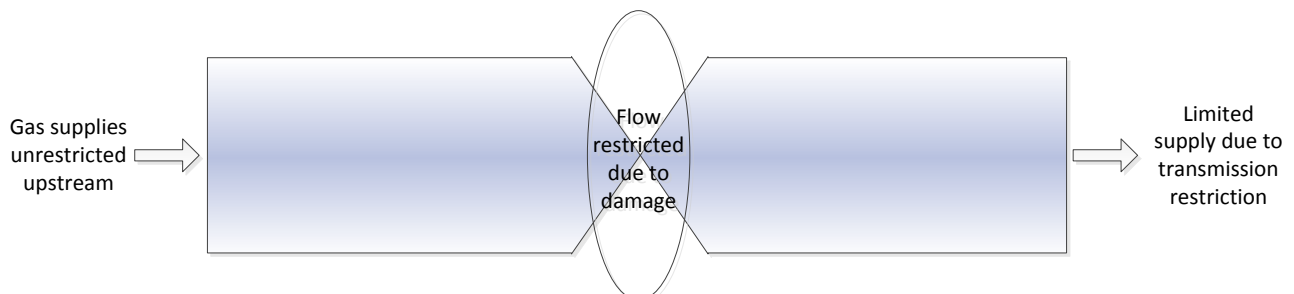 Gas supplies
unrestricted
upstream
Flow
restricted
due to
damage
Limited
supply due to
transmission
restriction